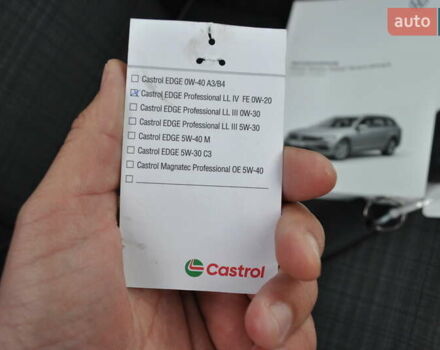 auto
Castrol EDGE 0W-40 A3/B4
Castrol EDGE Professional LL IV FE 0W-20
Castrol EDGE Professional LL III 0W-30
Castrol EDGE Professional LL III 5W-30
Castrol EDGE 5W-40 M
Castrol EDGE 5W-30 C3
Castrol Magnatec Professional OE 5W-40
Castrol